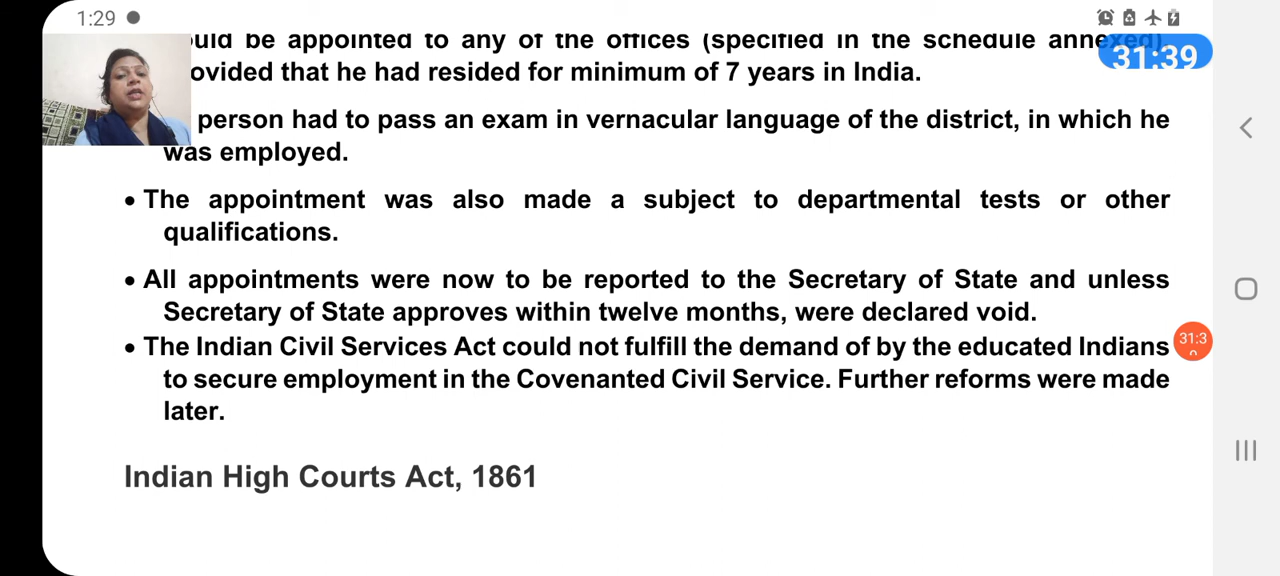 1:29
uld be appointed to any of the offices (specified in the schedule annexed)
31:39
ovided that he had resided for minimum of 7 years in India.
person had to pass an exam in vernacular language of the district, in which he
was employed.
• The appointment was also made a subject to departmental tests or other
qualifications.
• All appointments were now to be reported to the Secretary of State and unless
Secretary of State approves within twelve months, were declared void.
• The Indian Civil Services Act could not fulfill the demand of by the educated Indians
31:3
to secure employment in the Covenanted Civil Service. Further reforms were made
later.
Indian High Courts Act, 1861